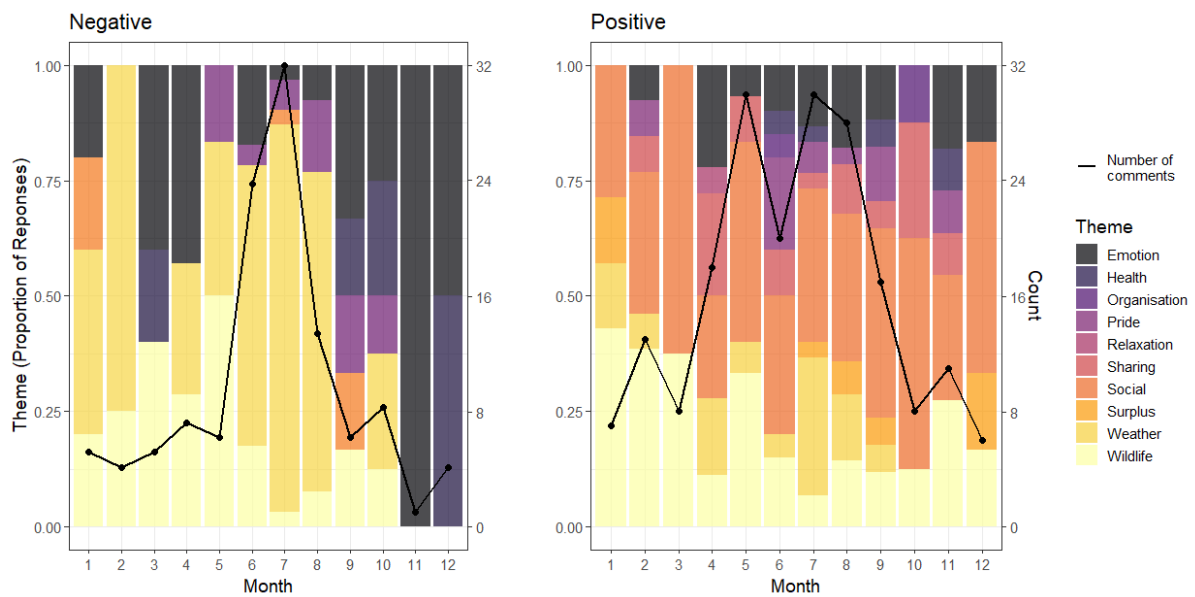 Negative
Positive
Theme (Proportion of Reponses)
1.00
0.75
0.50
0.25
0.00
32
24
16
8
0
1 2 3 4 5 6 7 8 9 10 11 12
Month
1.00
0.75
0.50
0.25
0.00
32
24
16
8
0
Count
1 2 3 4 5 6 7 8 9 10 11 12
Month
Number of
comments
Theme
Emotion
Health
Organisation
Pride
Relaxation
Sharing
Social
Surplus
Weather
Wildlife